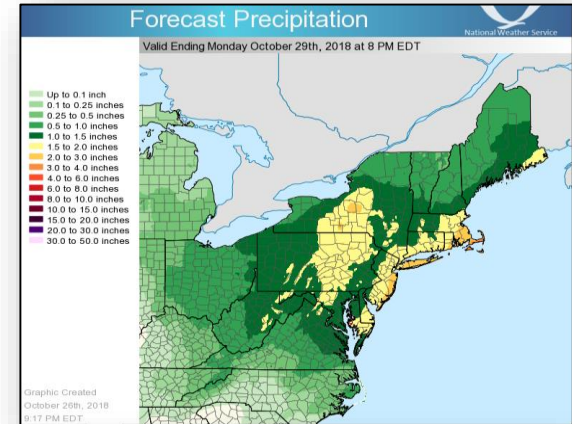 Forecast Precipitation
National Weather Service
Valid Ending Monday October 29th, 2018 at 8 PM EDT
Up to 0.1 inch
0.1 to 0.25 inches
0.25 to 0.5 inches
0.5 to 1.0 inches
1.0 to 1.5 inches
1.5 to 2.0 inches
2.0 to 3.0 inches
3.0 to 4.0 inches
4.0 to 6.0 inches
6.0 to 8.0 inches
8.0 to 10.0 inches
10.0 to 15.0 inches
15.0 to 20.0 inches
20.0 to 30.0 inches
30.0 to 50.0 inches
Graphic Created
October 26th, 2018
9:17 PM EDT